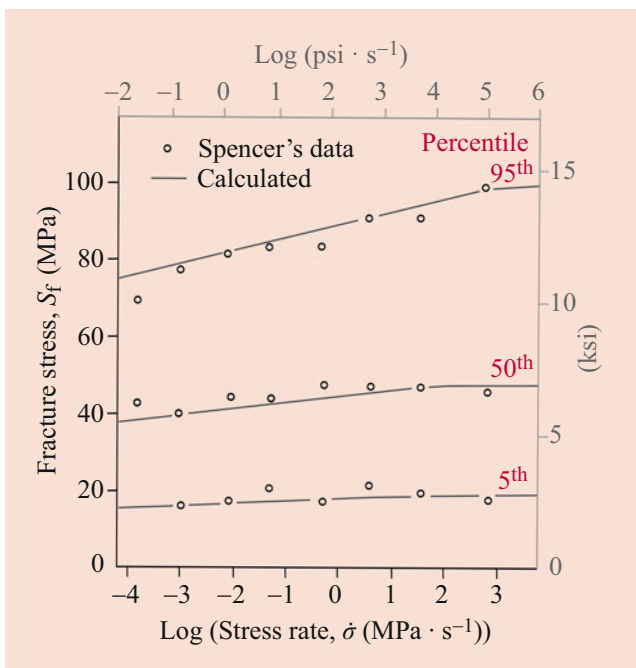 Log (psi · s⁻¹)
−2 −1 0 1 2 3 4 5 6
Spencer's data
Calculated
Percentile
95th
50th
5th
Fracture stress, Sf (MPa)
100
80
60
40
20
0
15
10
5
0
(ksi)
−4 −3 −2 −1 0 1 2 3
Log (Stress rate, σ̇ (MPa · s⁻¹))